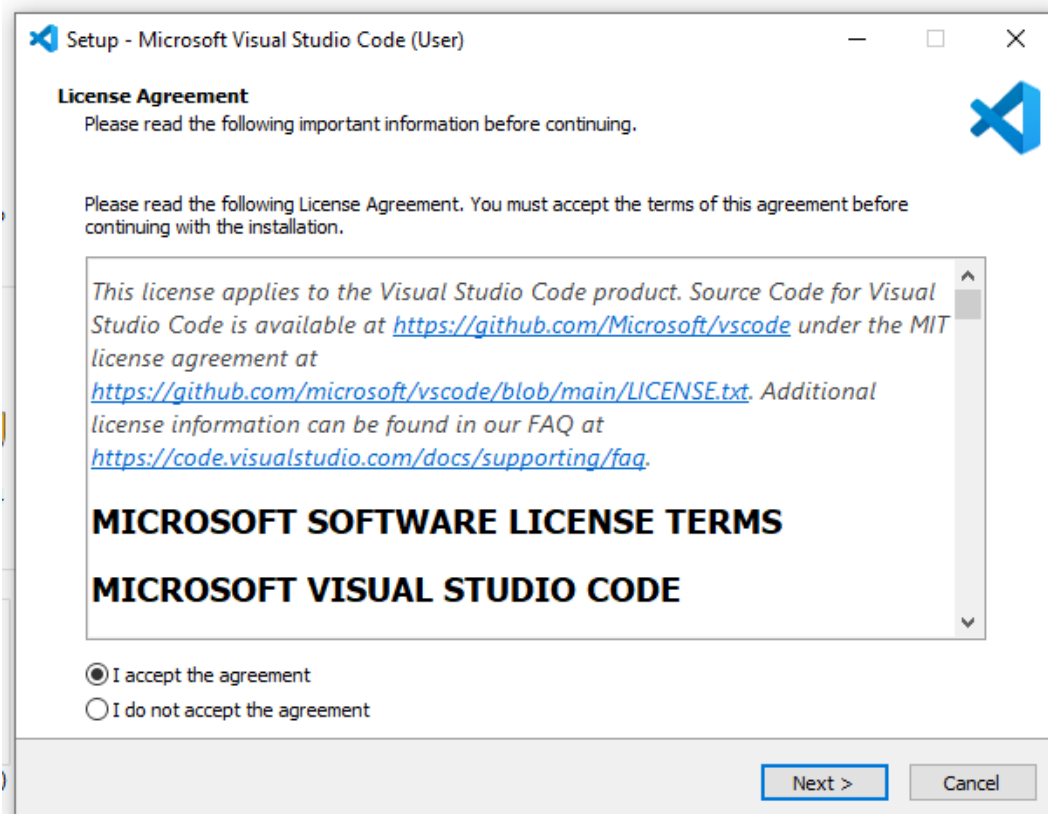 Setup - Microsoft Visual Studio Code (User)
License Agreement
Please read the following important information before continuing.
Please read the following License Agreement. You must accept the terms of this agreement before
continuing with the installation.
This license applies to the Visual Studio Code product. Source Code for Visual
Studio Code is available at https://github.com/Microsoft/vscode under the MIT
license agreement at
https://github.com/microsoft/vscode/blob/main/LICENSE.txt. Additional
license information can be found in our FAQ at
https://code.visualstudio.com/docs/supporting/faq.
MICROSOFT SOFTWARE LICENSE TERMS
MICROSOFT VISUAL STUDIO CODE
I accept the agreement
I do not accept the agreement
Next >
Cancel